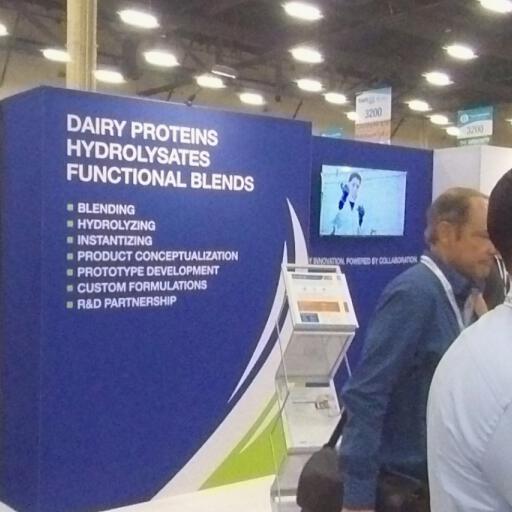 DAIRY PROTEINS
HYDROLYSATES
FUNCTIONAL BLENDS
BLENDING
HYDROLYZING
INSTANTIZING
PRODUCT CONCEPTUALIZATION
PROTOTYPE DEVELOPMENT
CUSTOM FORMULATIONS
R&D PARTNERSHIP
INNOVATION. POWERED BY COLLABORATION.
3200
3200